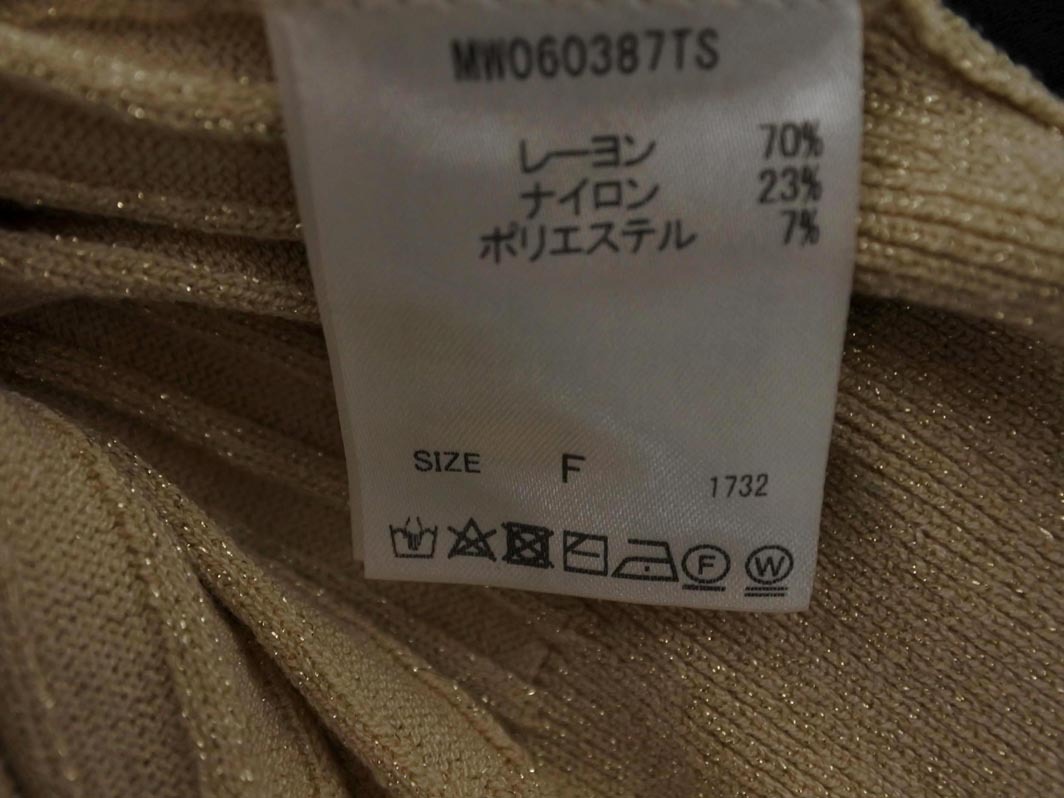 MW060387TS
レーヨン 70%
ナイロン 23%
ポリエステル 7%
SIZE F 1732
F W